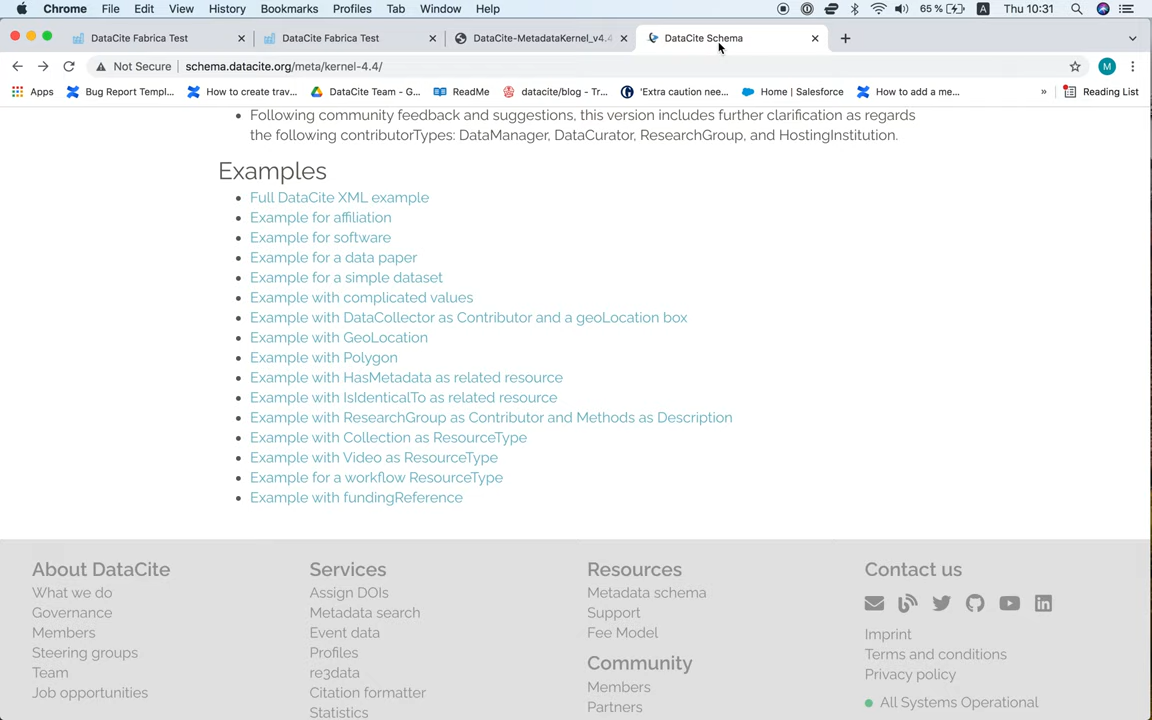 Chrome File Edit View History Bookmarks Profiles Tab Window Help 65 % A Thu 10:31
DataCite Fabrica Test DataCite Fabrica Test DataCite-MetadataKernel_v4.4 DataCite Schema
Not Secure schema.datacite.org/meta/kernel-4.4/ M
Apps Bug Report Templ... How to create trav... DataCite Team - G... ReadMe datacite/blog - Tr... 'Extra caution nee... Home | Salesforce How to add a me... » Reading List
Following community feedback and suggestions, this version includes further clarification as regards
the following contributorTypes: DataManager, DataCurator, ResearchGroup, and HostingInstitution.
Examples
Full DataCite XML example
Example for affiliation
Example for software
Example for a data paper
Example for a simple dataset
Example with complicated values
Example with DataCollector as Contributor and a geoLocation box
Example with GeoLocation
Example with Polygon
Example with HasMetadata as related resource
Example with IsIdenticalTo as related resource
Example with ResearchGroup as Contributor and Methods as Description
Example with Collection as ResourceType
Example with Video as ResourceType
Example for a workflow ResourceType
Example with fundingReference
About DataCite
What we do
Governance
Members
Steering groups
Team
Job opportunities
Services
Assign DOIs
Metadata search
Event data
Profiles
re3data
Citation formatter
Statistics
Resources
Metadata schema
Support
Fee Model
Community
Members
Partners
Contact us
Imprint
Terms and conditions
Privacy policy
All Systems Operational